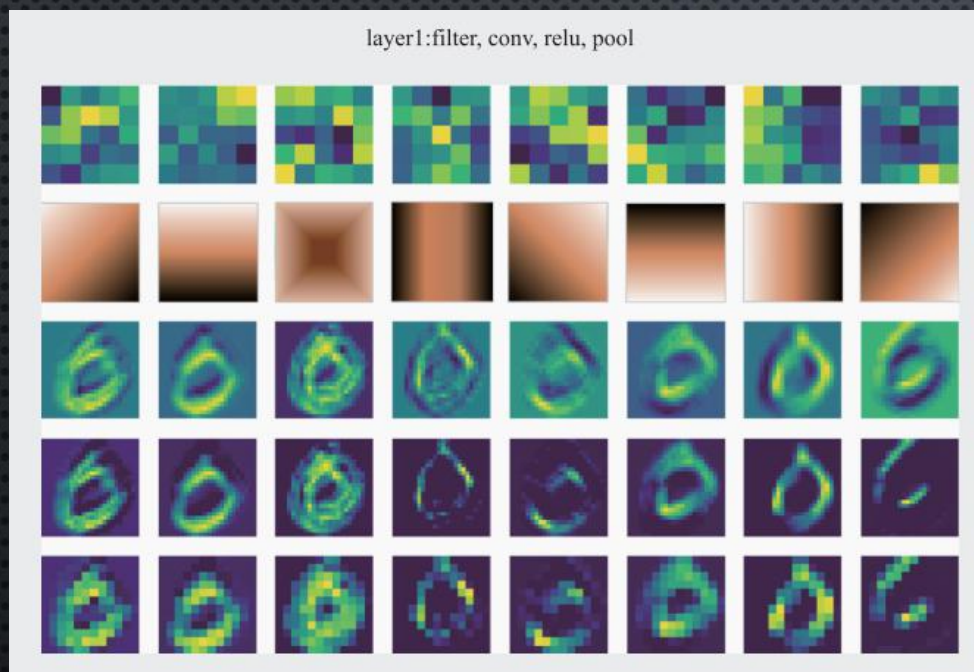 layer1:filter, conv, relu, pool